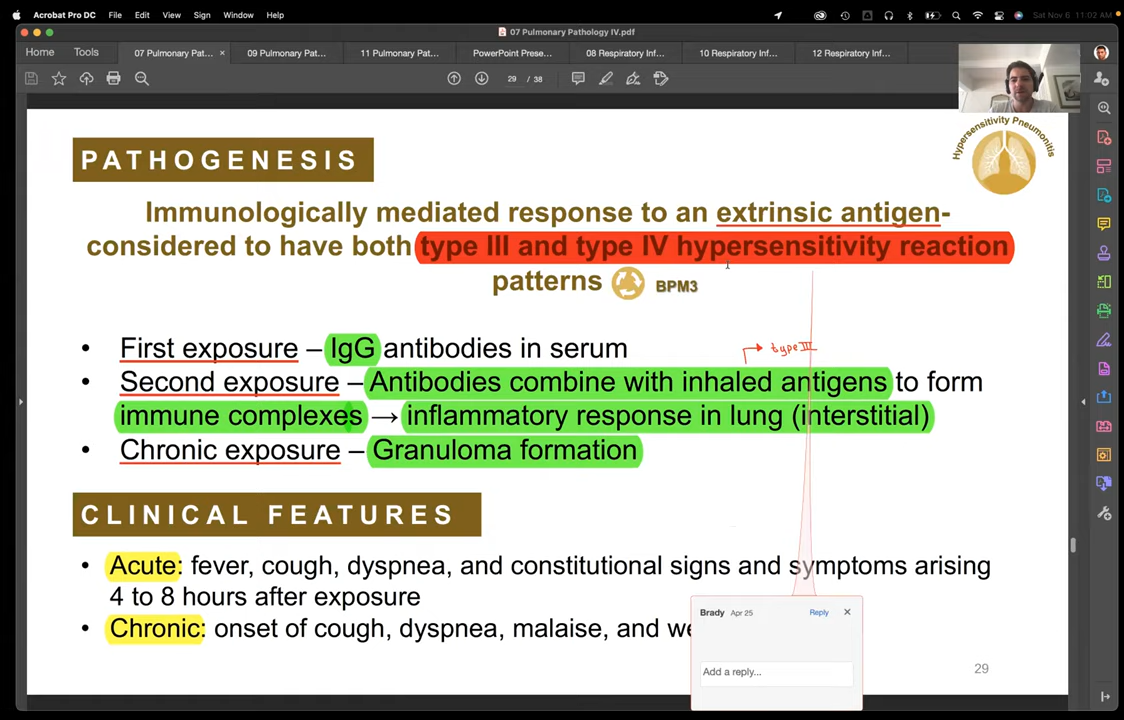 Acrobat Pro DC File Edit View Sign Window Help Sat Nov 6 11:02 AM
07 Pulmonary Pathology IV.pdf
Home Tools 07 Pulmonary Pat... × 09 Pulmonary Pat... 11 Pulmonary Pat... PowerPoint Prese... 08 Respiratory Inf... 10 Respiratory Inf... 12 Respiratory Inf...
29 / 38
Hypersensitivity Pneumonitis
PATHOGENESIS
Immunologically mediated response to an extrinsic antigen-
considered to have both type III and type IV hypersensitivity reaction
patterns BPM3
• First exposure – IgG antibodies in serum
type III
• Second exposure – Antibodies combine with inhaled antigens to form
immune complexes → inflammatory response in lung (interstitial)
• Chronic exposure – Granuloma formation
CLINICAL FEATURES
• Acute: fever, cough, dyspnea, and constitutional signs and symptoms arising
4 to 8 hours after exposure
• Chronic: onset of cough, dyspnea, malaise, and we
Brady Apr 25 Reply ×
Add a reply...
29